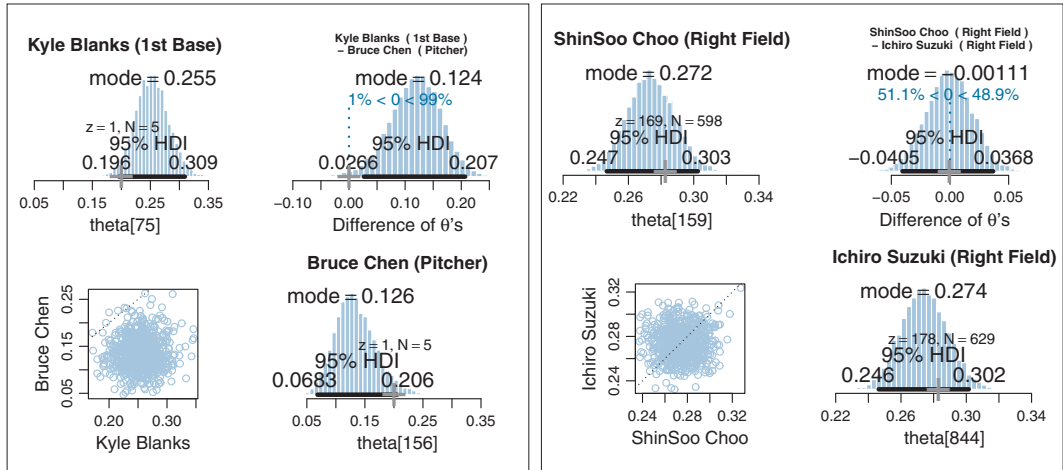 Kyle Blanks (1st Base)
mode = 0.255
z = 1, N = 5
95% HDI
0.196 0.309
0.05 0.15 0.25 0.35
theta[75]
Kyle Blanks ( 1st Base )
− Bruce Chen ( Pitcher )
mode = 0.124
1% < 0 < 99%
95% HDI
0.0266 0.207
−0.10 0.00 0.10 0.20
Difference of θ's
Bruce Chen
0.05 0.15 0.25
0.20 0.30
Kyle Blanks
Bruce Chen (Pitcher)
mode = 0.126
z = 1, N = 5
95% HDI
0.0683 0.206
0.05 0.15 0.25 0.35
theta[156]
ShinSoo Choo (Right Field)
mode = 0.272
z = 169, N = 598
95% HDI
0.247 0.303
0.22 0.26 0.30 0.34
theta[159]
ShinSoo Choo ( Right Field )
− Ichiro Suzuki ( Right Field )
mode = −0.00111
51.1% < 0 < 48.9%
95% HDI
−0.0405 0.0368
−0.05 0.00 0.05
Difference of θ's
Ichiro Suzuki
0.24 0.28 0.32
0.24 0.28 0.32
ShinSoo Choo
Ichiro Suzuki (Right Field)
mode = 0.274
z = 178, N = 629
95% HDI
0.246 0.302
0.22 0.26 0.30 0.34
theta[844]